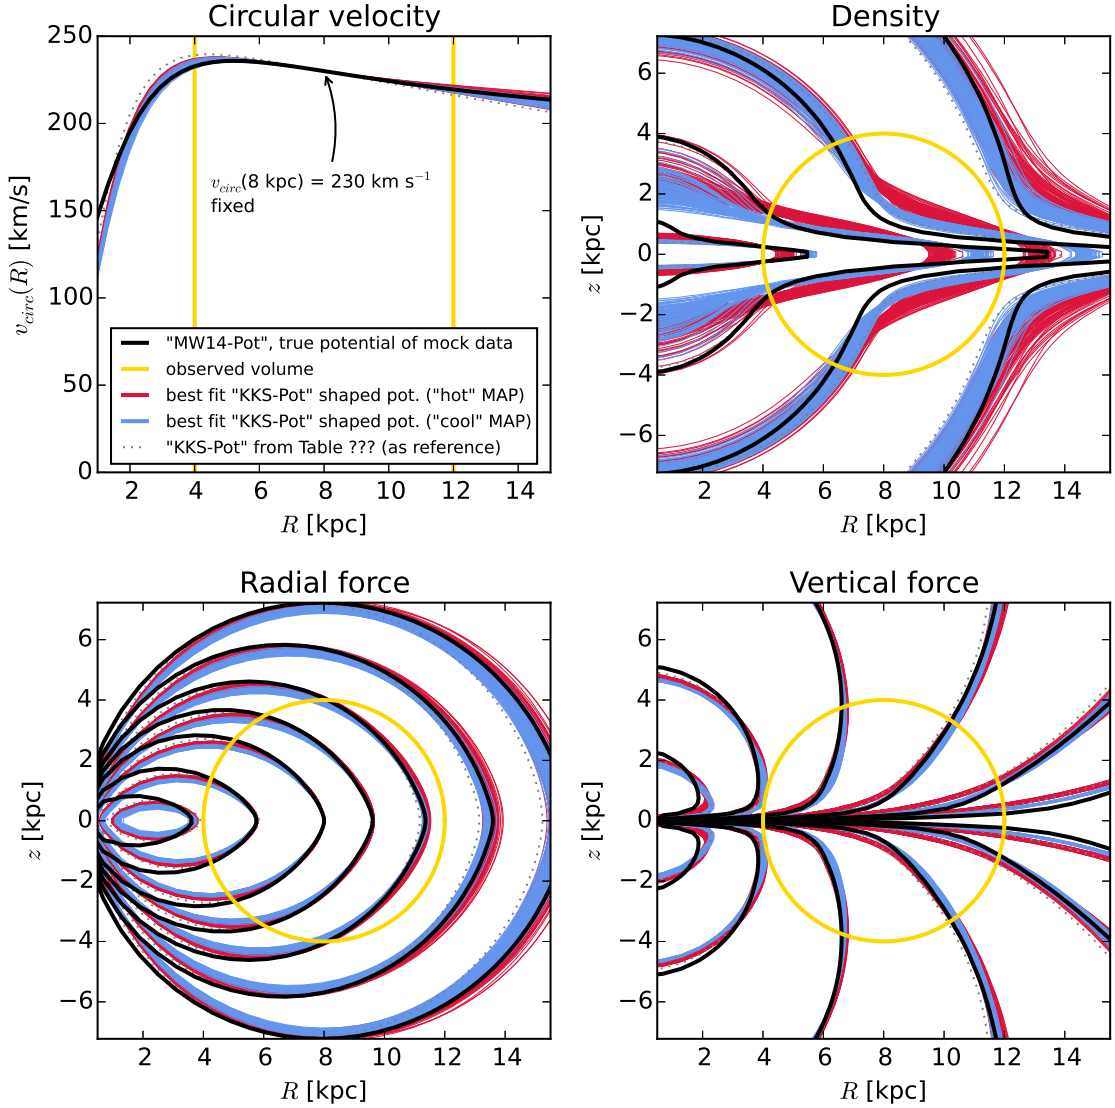 Circular velocity
250
200
150
100
50
0
v_circ(R) [km/s]
v_circ(8 kpc) = 230 km s⁻¹
fixed
"MW14-Pot", true potential of mock data
observed volume
best fit "KKS-Pot" shaped pot. ("hot" MAP)
best fit "KKS-Pot" shaped pot. ("cool" MAP)
"KKS-Pot" from Table ??? (as reference)
2 4 6 8 10 12 14
R [kpc]
Density
6
4
2
0
−2
−4
−6
z [kpc]
2 4 6 8 10 12 14
R [kpc]
Radial force
6
4
2
0
−2
−4
−6
z [kpc]
2 4 6 8 10 12 14
R [kpc]
Vertical force
6
4
2
0
−2
−4
−6
z [kpc]
2 4 6 8 10 12 14
R [kpc]